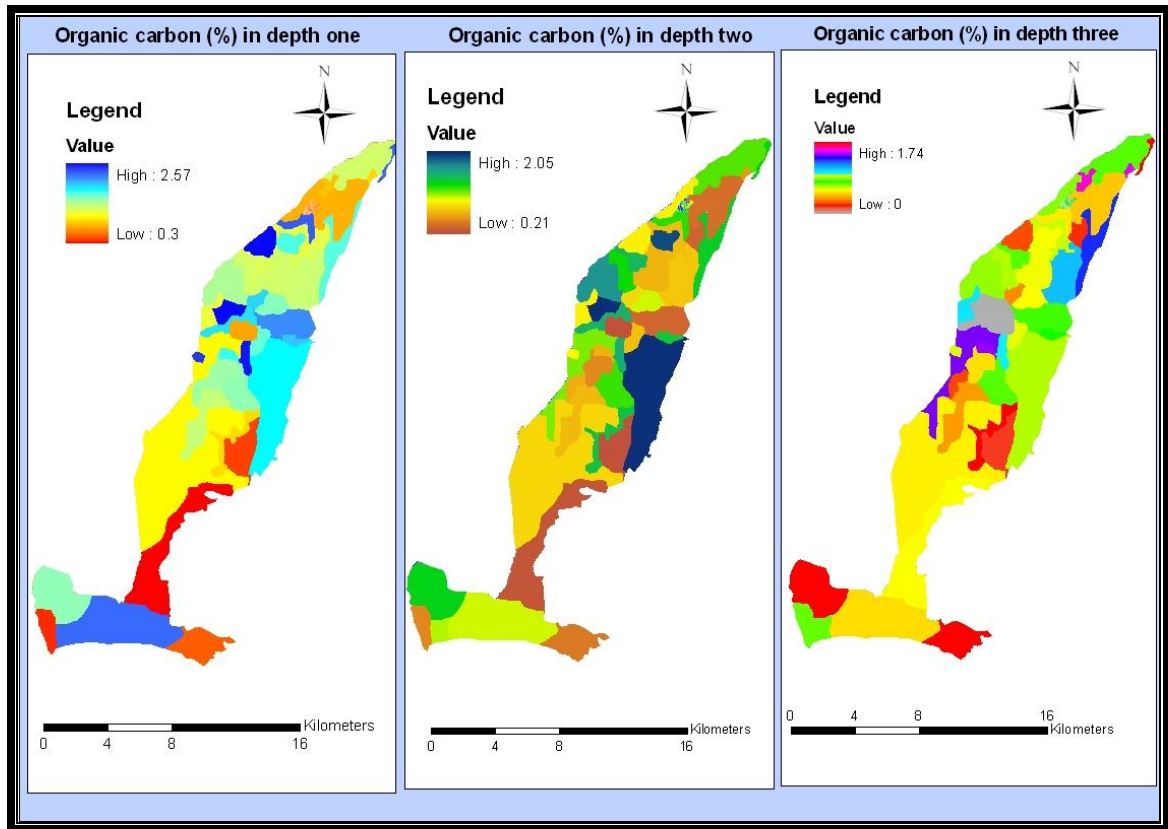 Organic carbon (%) in depth one
N
Legend
Value
High : 2.57
Low : 0.3
Kilometers
0 4 8 16
Organic carbon (%) in depth two
N
Legend
Value
High : 2.05
Low : 0.21
Kilometers
0 4 8 16
Organic carbon (%) in depth three
N
Legend
Value
High : 1.74
Low : 0
0 4 8 16
Kilometers